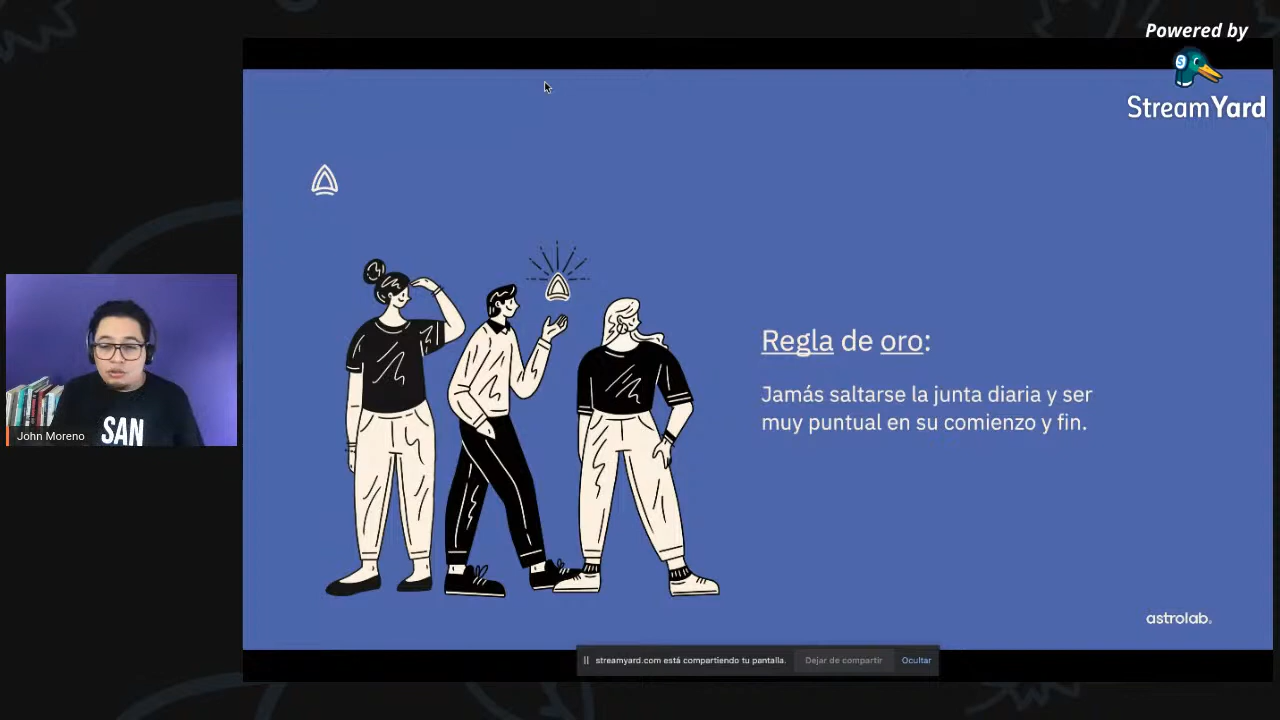 Powered by
StreamYard
Regla de oro:
Jamás saltarse la junta diaria y ser
muy puntual en su comienzo y fin.
John Moreno
SAN
astrolab.
streamyard.com está compartiendo tu pantalla.
Dejar de compartir
Ocultar